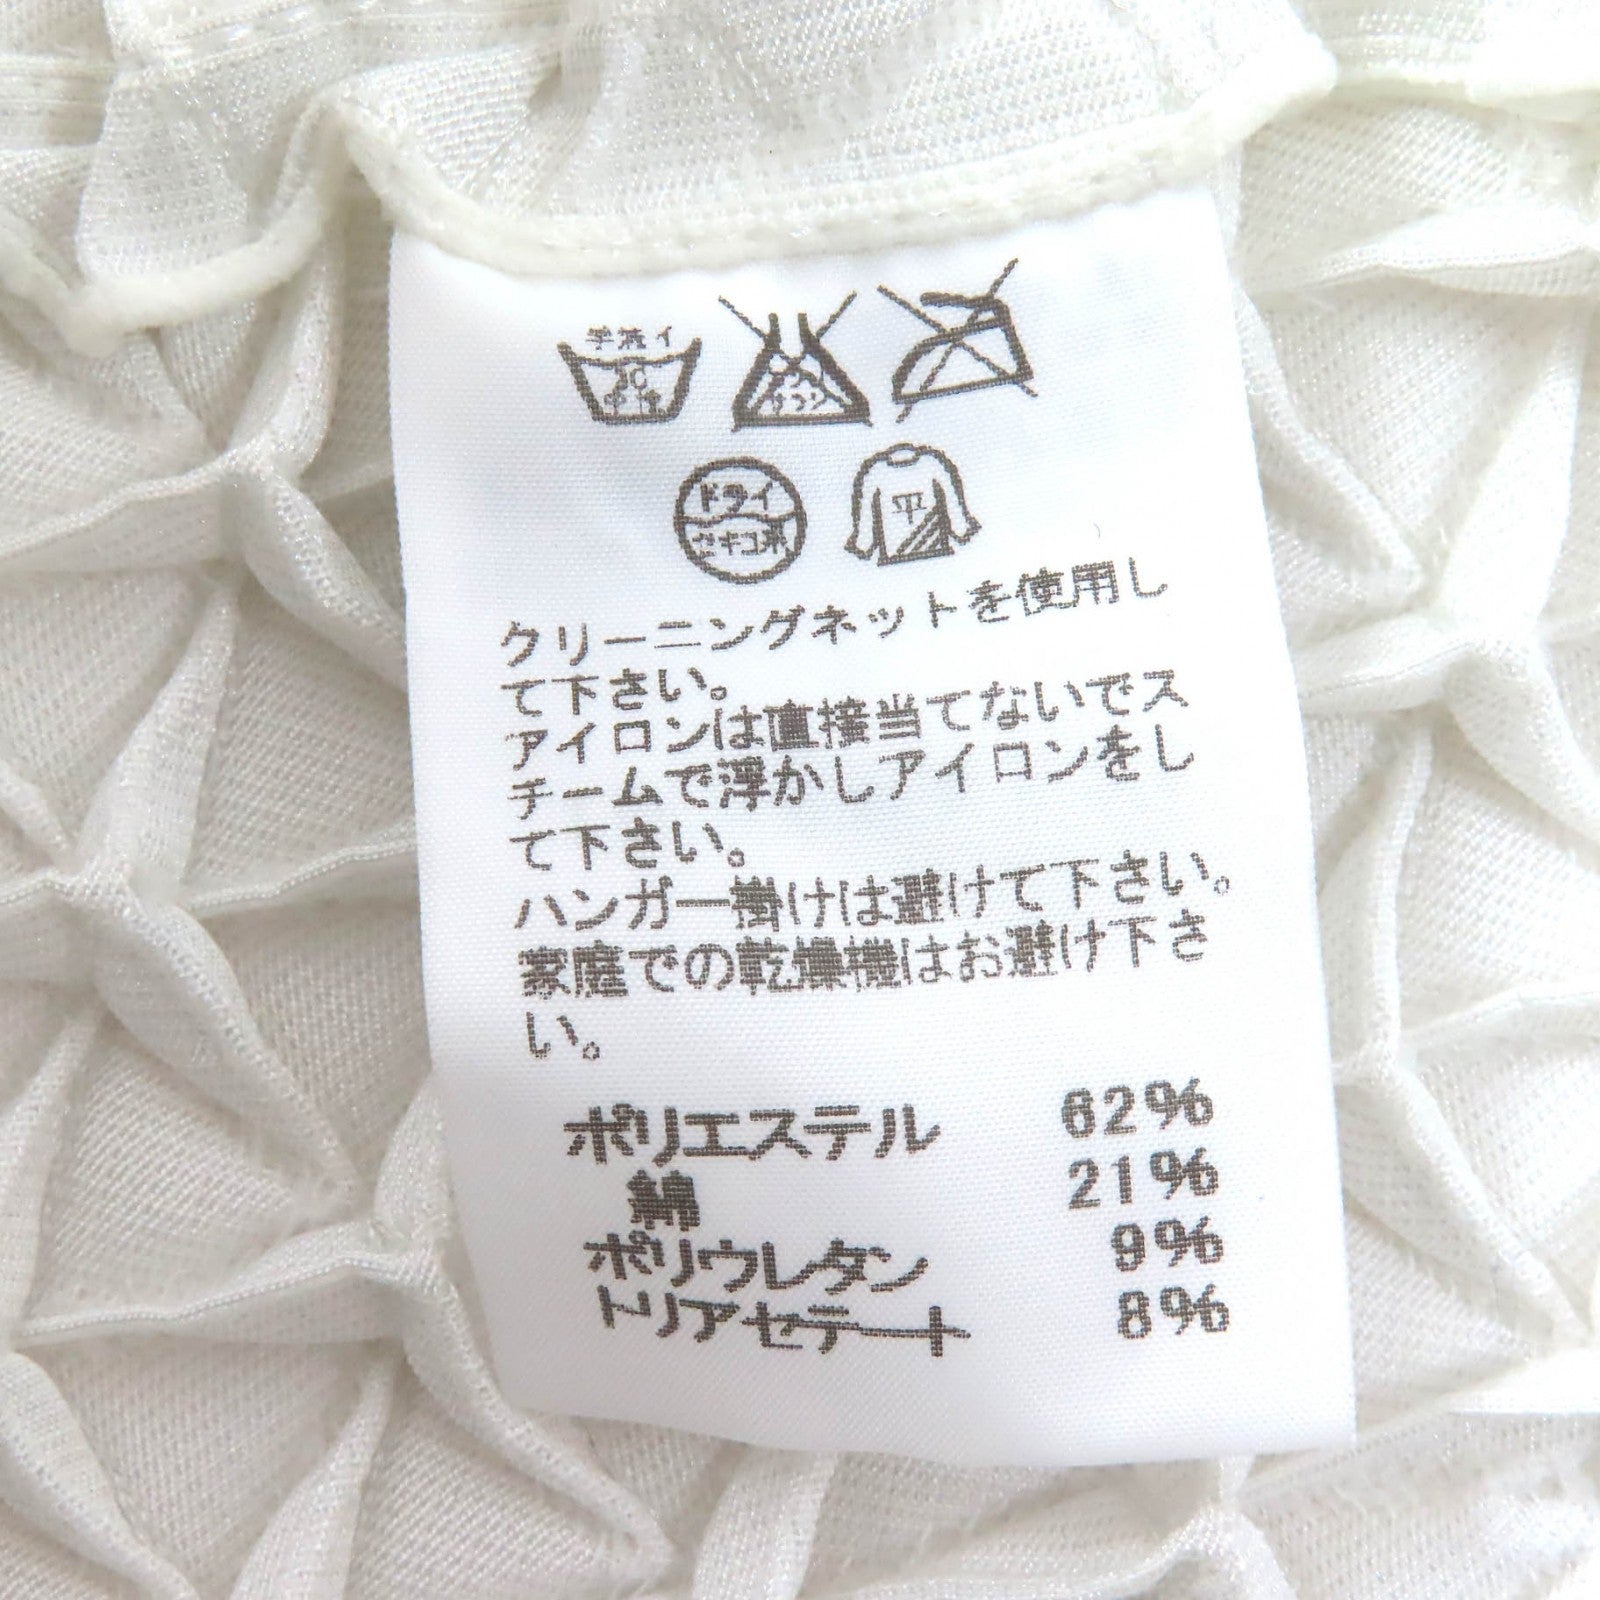 手洗イ
中性
サラシ
ドライ
セキユ系
平
クリーニングネットを使用し
て下さい。
アイロンは直接当てないでス
チームで浮かしアイロンをし
て下さい。
ハンガー掛けは避けて下さい。
家庭での乾燥機はお避け下さ
い。
ポリエステル 62%
綿 21%
ポリウレタン 9%
トリアセテート 8%